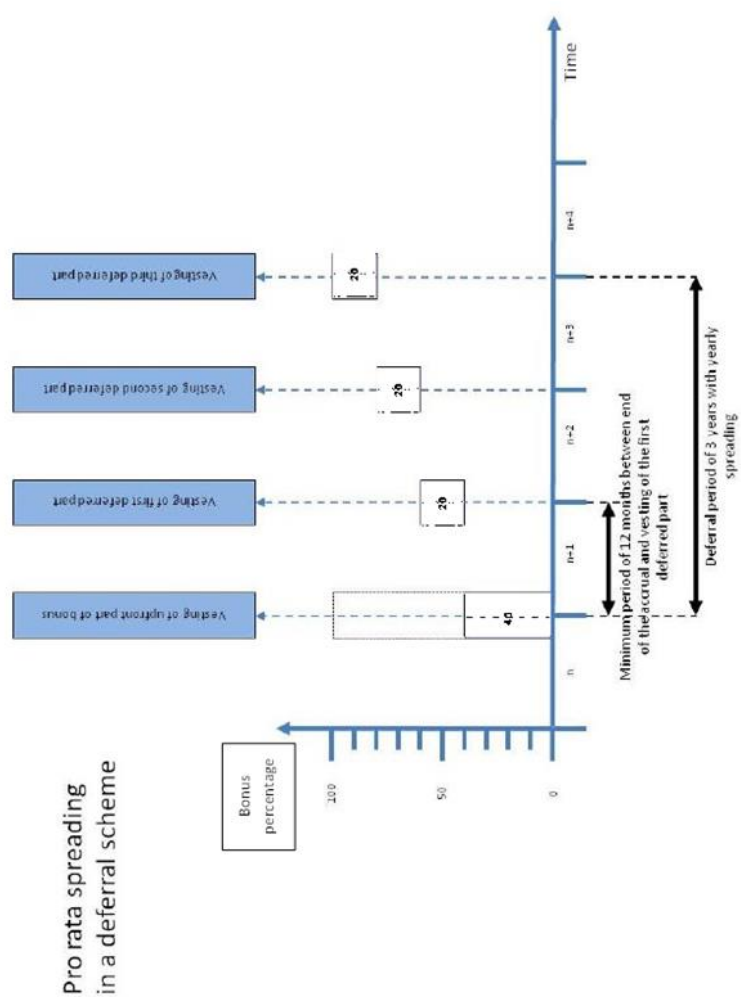 Pro rata spreading
in a deferral scheme
Bonus
percentage
Vesting of upfront part of bonus
Vesting of first deferred part
Vesting of second deferred part
Vesting of third deferred part
100
50
0
40
20
20
20
n
n+1
n+2
n+3
n+4
Time
Minimum period of 12 months between end
of the accrual and vesting of the first
deferred part
Deferral period of 3 years with yearly
spreading